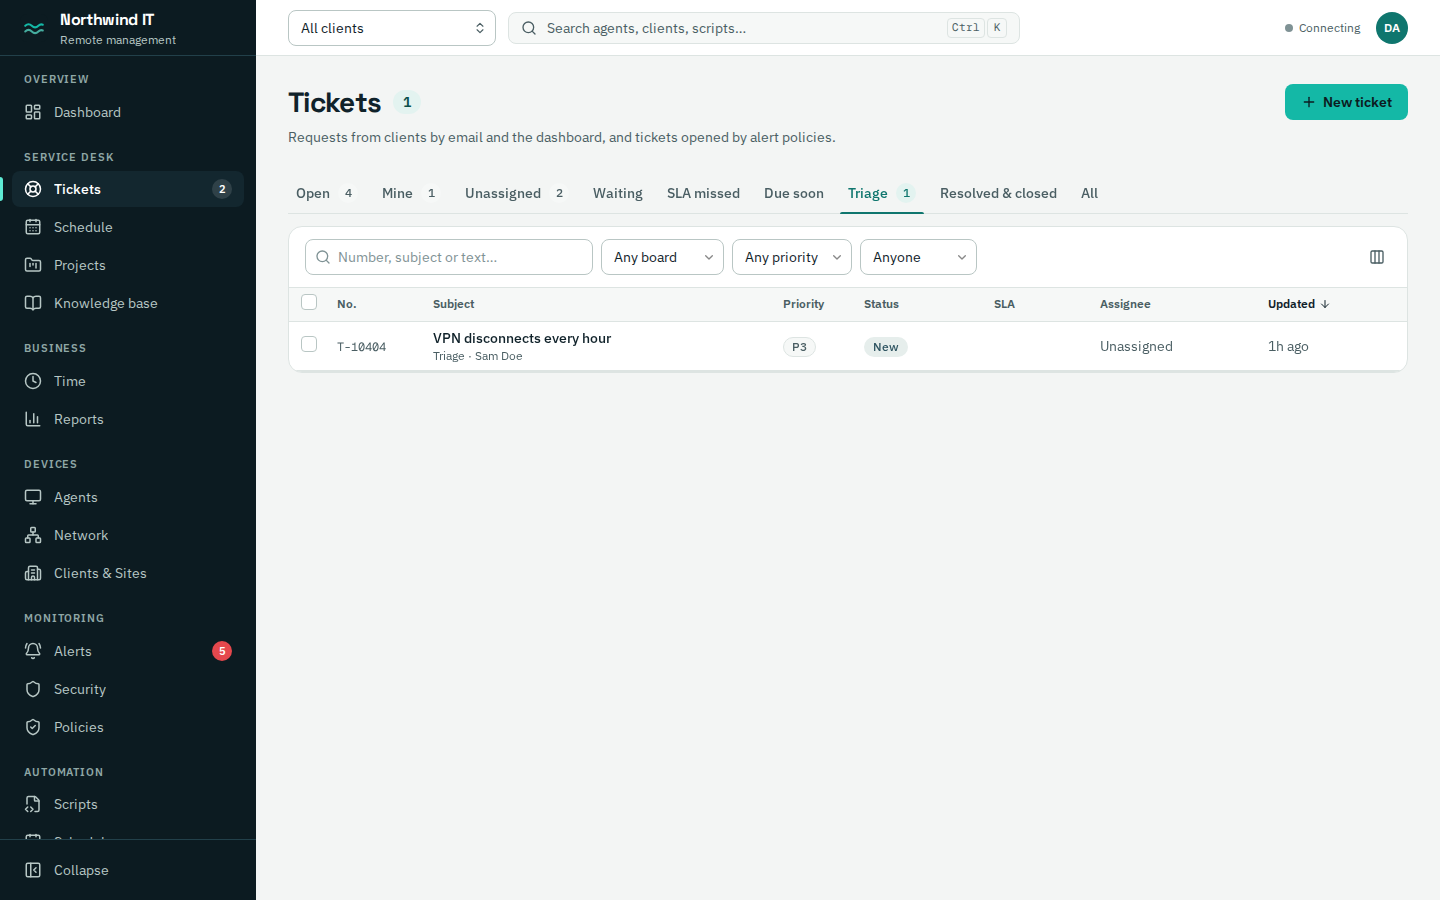 Northwind IT
Remote management
OVERVIEW
Dashboard
SERVICE DESK
Tickets 2
Schedule
Projects
Knowledge base
BUSINESS
Time
Reports
DEVICES
Agents
Network
Clients & Sites
MONITORING
Alerts 5
Security
Policies
AUTOMATION
Scripts
Collapse
All clients
Search agents, clients, scripts...
Ctrl K
Connecting
DA
Tickets 1
New ticket
Requests from clients by email and the dashboard, and tickets opened by alert policies.
Open 4 Mine 1 Unassigned 2 Waiting SLA missed Due soon Triage 1 Resolved & closed All
Number, subject or text... Any board Any priority Anyone
No. Subject Priority Status SLA Assignee Updated
T-10404 VPN disconnects every hour P3 New Unassigned 1h ago
Triage · Sam Doe